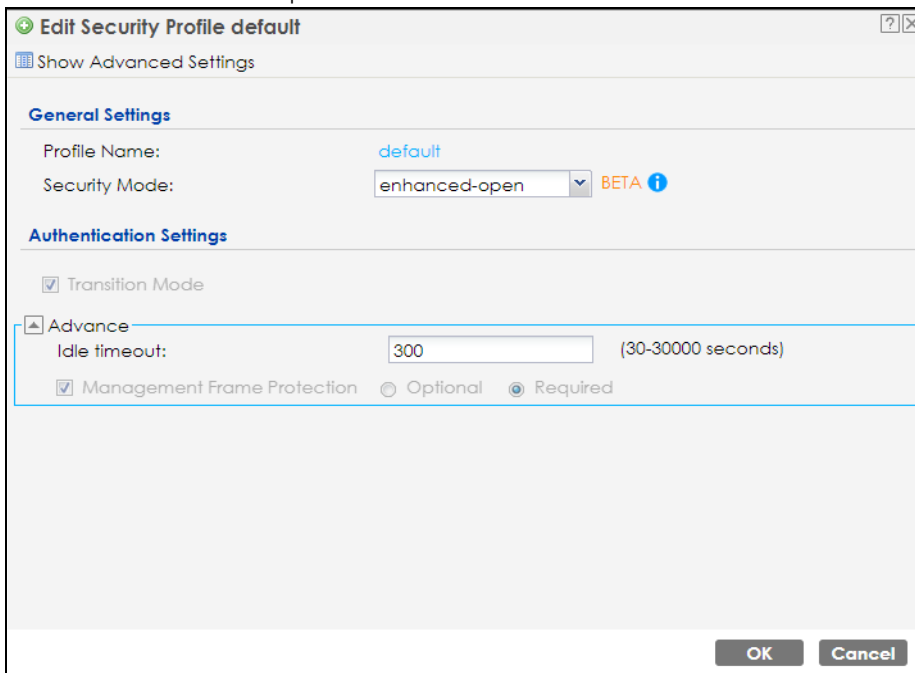 Edit Security Profile default
Show Advanced Settings
General Settings
Profile Name: default
Security Mode: enhanced-open BETA
Authentication Settings
Transition Mode
Advance
Idle timeout: 300 (30-30000 seconds)
Management Frame Protection Optional Required
OK Cancel